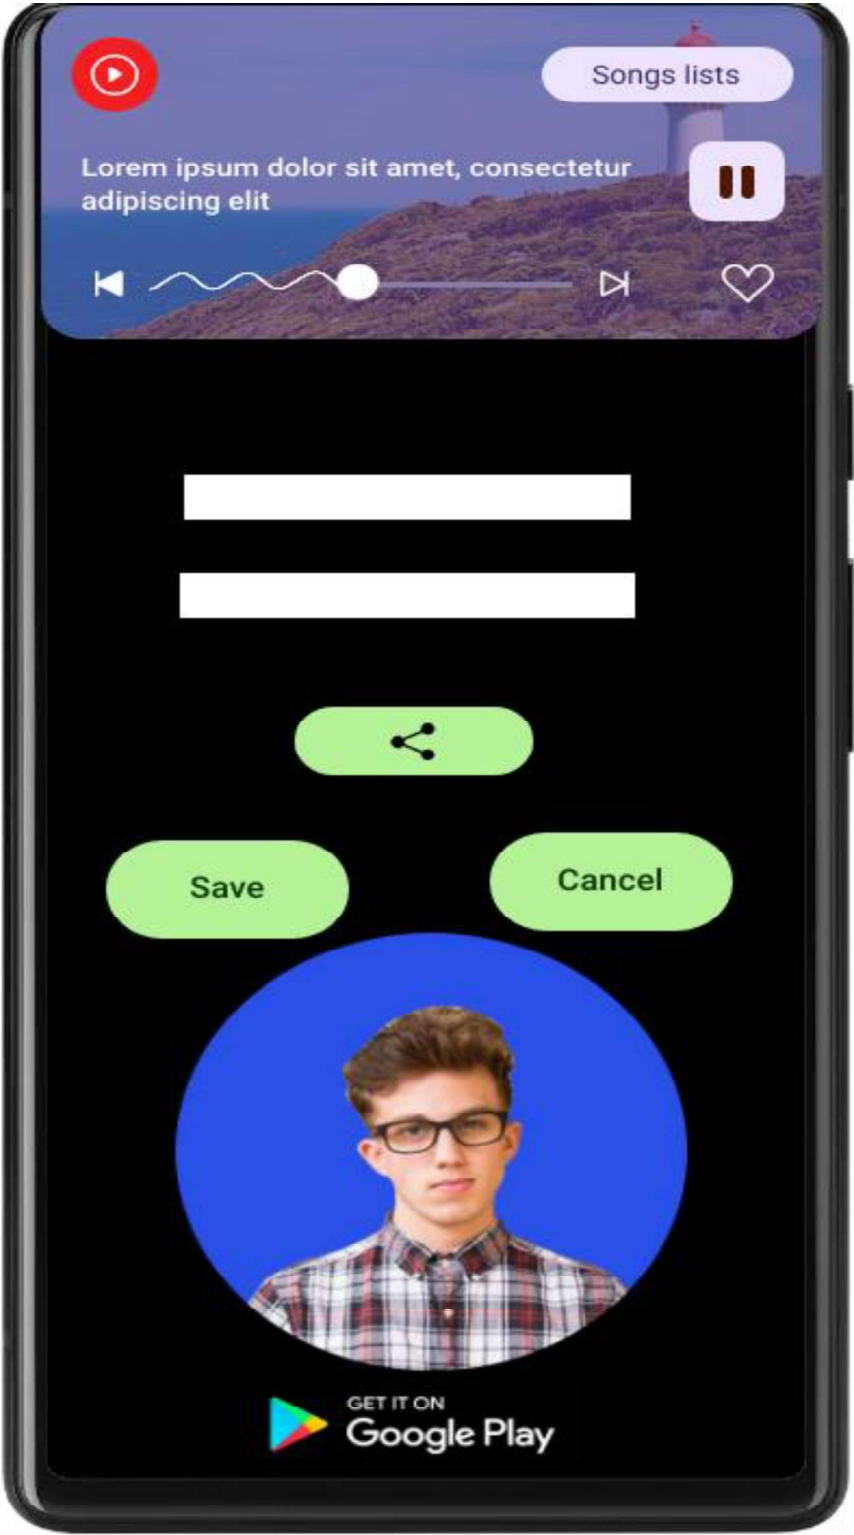 Songs lists
Lorem ipsum dolor sit amet, consectetur
adipiscing elit
Save
Cancel
GET IT ON
Google Play